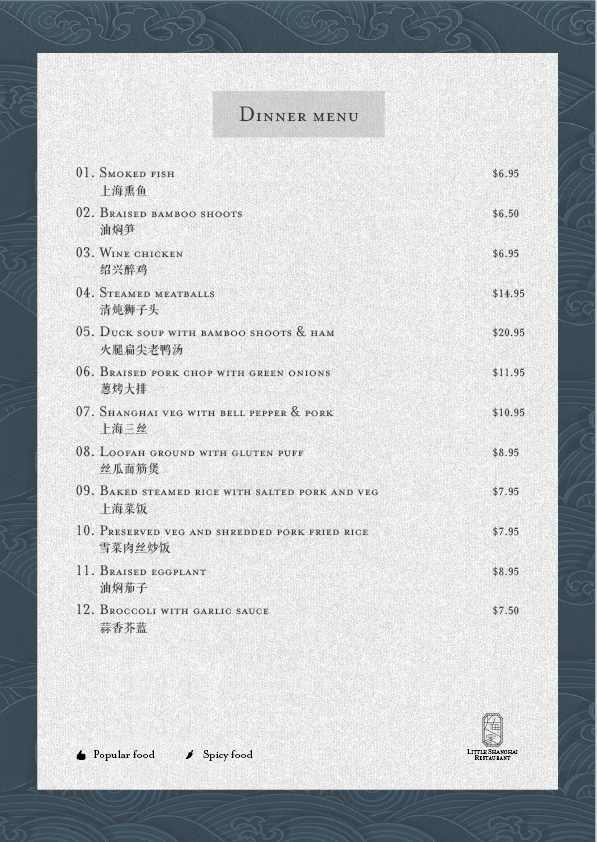 Dinner menu
01. Smoked fish $6.95
上海熏鱼
02. Braised bamboo shoots $6.50
油焖笋
03. Wine chicken $6.95
绍兴醉鸡
04. Steamed meatballs $14.95
清炖狮子头
05. Duck soup with bamboo shoots & ham $20.95
火腿扁尖老鸭汤
06. Braised pork chop with green onions $11.95
葱烤大排
07. Shanghai veg with bell pepper & pork $10.95
上海三丝
08. Loofah ground with gluten puff $8.95
丝瓜面筋煲
09. Baked steamed rice with salted pork and veg $7.95
上海菜饭
10. Preserved veg and shredded pork fried rice $7.95
雪菜肉丝炒饭
11. Braised eggplant $8.95
油焖茄子
12. Broccoli with garlic sauce $7.50
蒜香芥蓝
Popular food Spicy food
Little Shanghai
Restaurant